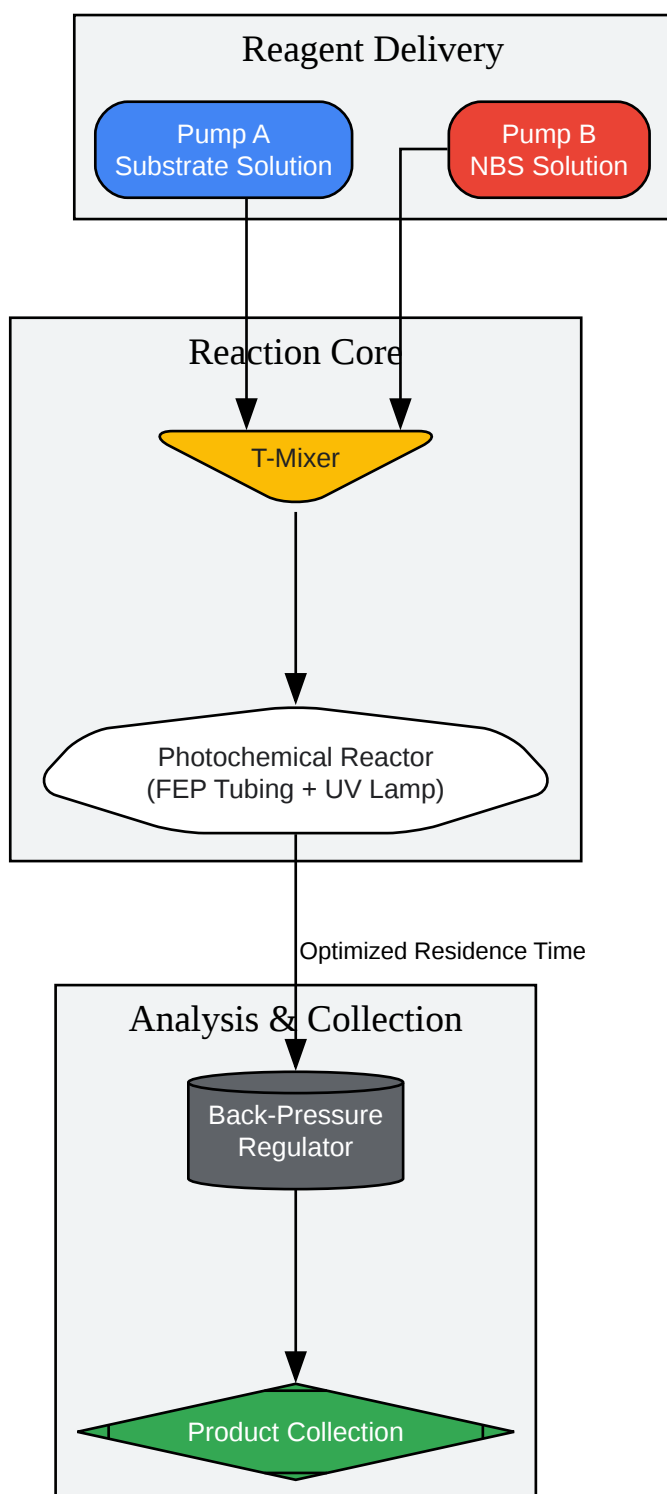 Reagent Delivery
Pump A
Substrate Solution
Pump B
NBS Solution
Reaction Core
T-Mixer
Photochemical Reactor
(FEP Tubing + UV Lamp)
Optimized Residence Time
Analysis & Collection
Back-Pressure
Regulator
Product Collection